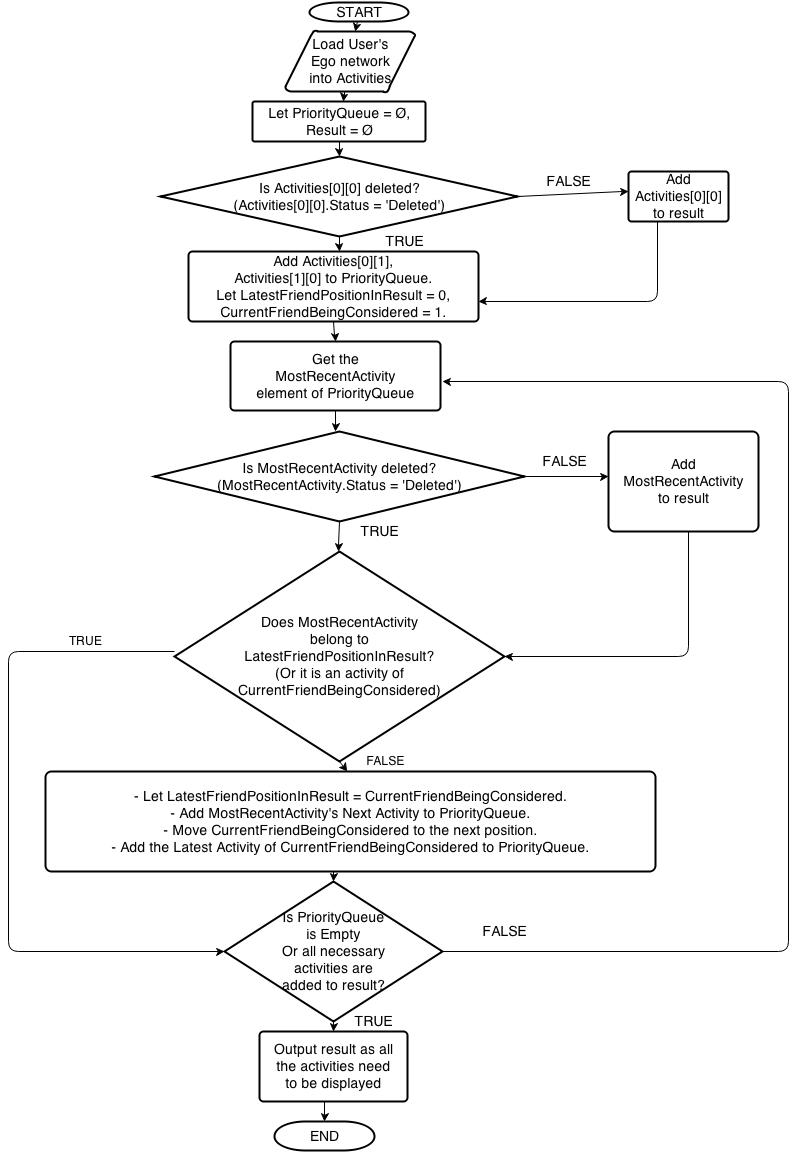 START
Load User's
Ego network
into Activities
Let PriorityQueue = Ø,
Result = Ø
Is Activities[0][0] deleted?
(Activities[0][0].Status = 'Deleted')
FALSE
Add
Activities[0][0]
to result
TRUE
Add Activities[0][1],
Activities[1][0] to PriorityQueue.
Let LatestFriendPositionInResult = 0,
CurrentFriendBeingConsidered = 1.
Get the
MostRecentActivity
element of PriorityQueue
Is MostRecentActivity deleted?
(MostRecentActivity.Status = 'Deleted')
FALSE
Add
MostRecentActivity
to result
TRUE
Does MostRecentActivity
belong to
LatestFriendPositionInResult?
(Or it is an activity of
CurrentFriendBeingConsidered)
TRUE
FALSE
- Let LatestFriendPositionInResult = CurrentFriendBeingConsidered.
- Add MostRecentActivity's Next Activity to PriorityQueue.
- Move CurrentFriendBeingConsidered to the next position.
- Add the Latest Activity of CurrentFriendBeingConsidered to PriorityQueue.
Is PriorityQueue
is Empty
Or all necessary
activities are
added to result?
FALSE
TRUE
Output result as all
the activities need
to be displayed
END